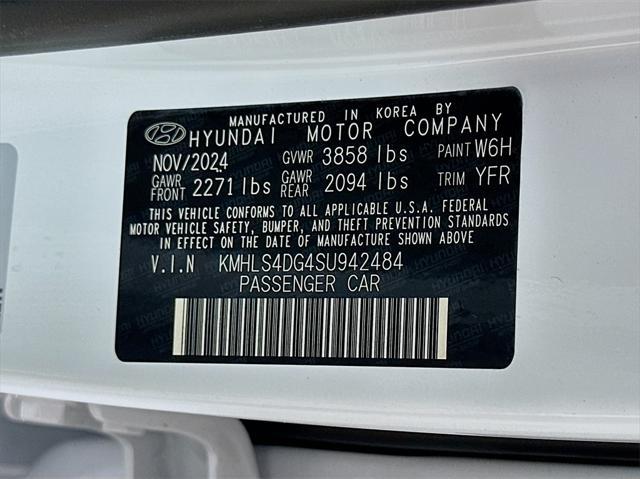 MANUFACTURED IN KOREA BY
HYUNDAI MOTOR COMPANY
NOV/2024 GVWR 3858 lbs PAINT W6H
GAWR FRONT 2271 lbs GAWR REAR 2094 lbs TRIM YFR
THIS VEHICLE CONFORMS TO ALL APPLICABLE U.S.A. FEDERAL
MOTOR VEHICLE SAFETY, BUMPER, AND THEFT PREVENTION STANDARDS
IN EFFECT ON THE DATE OF MANUFACTURE SHOWN ABOVE
V.I.N KMHLS4DG4SU942484
PASSENGER CAR